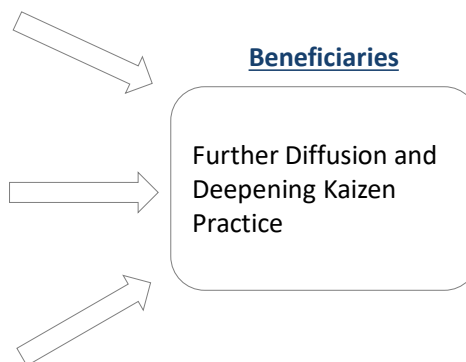 Beneficiaries
Further Diffusion and
Deepening Kaizen
Practice